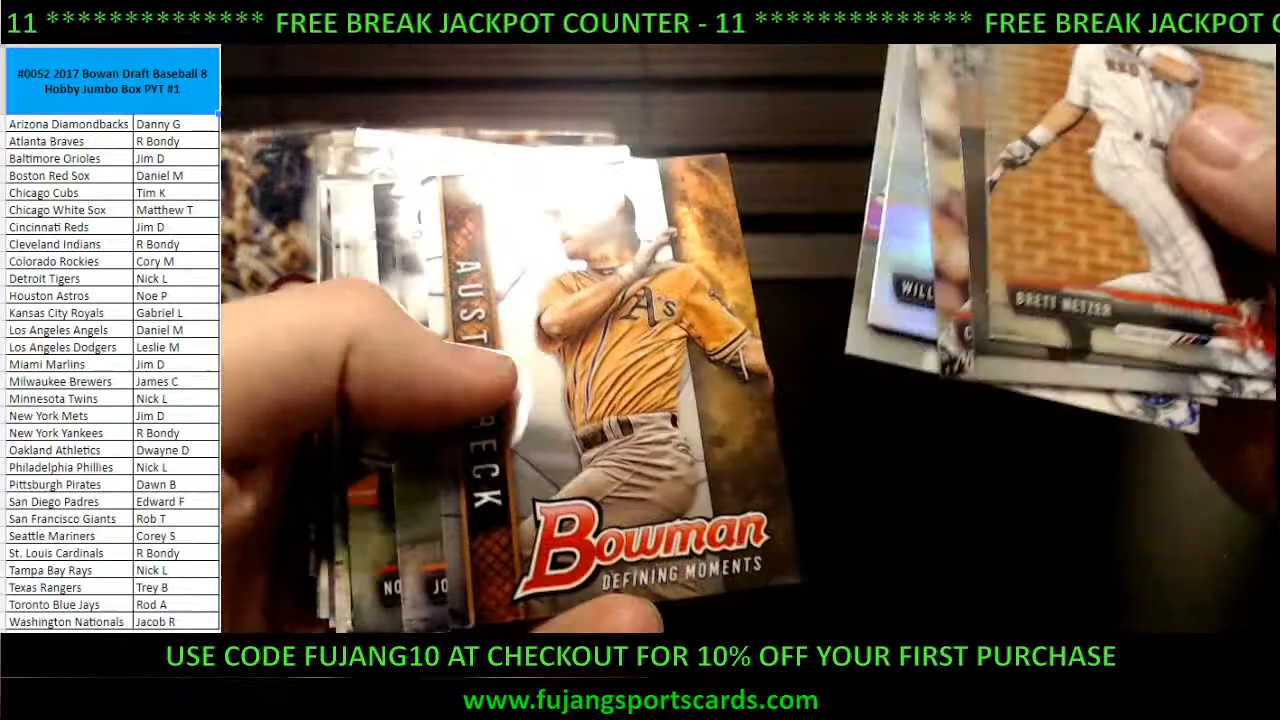 11 ************** FREE BREAK JACKPOT COUNTER - 11 ************** FREE BREAK JACKPOT
#0052 2017 Bowan Draft Baseball 8
Hobby Jumbo Box PYT #1
Arizona Diamondbacks Danny G
Atlanta Braves R Bondy
Baltimore Orioles Jim D
Boston Red Sox Daniel M
Chicago Cubs Tim K
Chicago White Sox Matthew T
Cincinnati Reds Jim D
Cleveland Indians R Bondy
Colorado Rockies Cory M
Detroit Tigers Nick L
Houston Astros Noe P
Kansas City Royals Gabriel L
Los Angeles Angels Daniel M
Los Angeles Dodgers Leslie M
Miami Marlins Jim D
Milwaukee Brewers James C
Minnesota Twins Nick L
New York Mets Jim D
New York Yankees R Bondy
Oakland Athletics Dwayne D
Philadelphia Phillies Nick L
Pittsburgh Pirates Dawn B
San Diego Padres Edward F
San Francisco Giants Rob T
Seattle Mariners Corey S
St. Louis Cardinals R Bondy
Tampa Bay Rays Nick L
Texas Rangers Trey B
Toronto Blue Jays Rod A
Washington Nationals Jacob R
AUST
ECK
A's
Bowman
DEFINING MOMENTS
NO
JO
RED
WILL
BRETT NETZER
USE CODE FUJANG10 AT CHECKOUT FOR 10% OFF YOUR FIRST PURCHASE
www.fujangsportscards.com